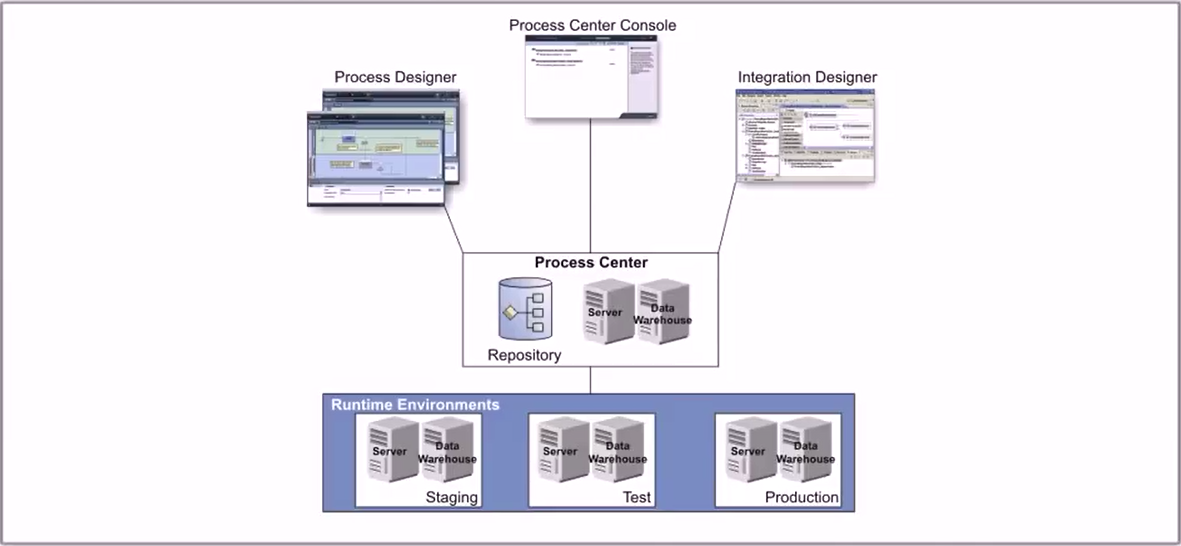 Process Center Console
Process Designer
Integration Designer
Process Center
Server
Data
Warehouse
Repository
Runtime Environments
Server
Data
Warehouse
Staging
Server
Data
Warehouse
Test
Server
Data
Warehouse
Production